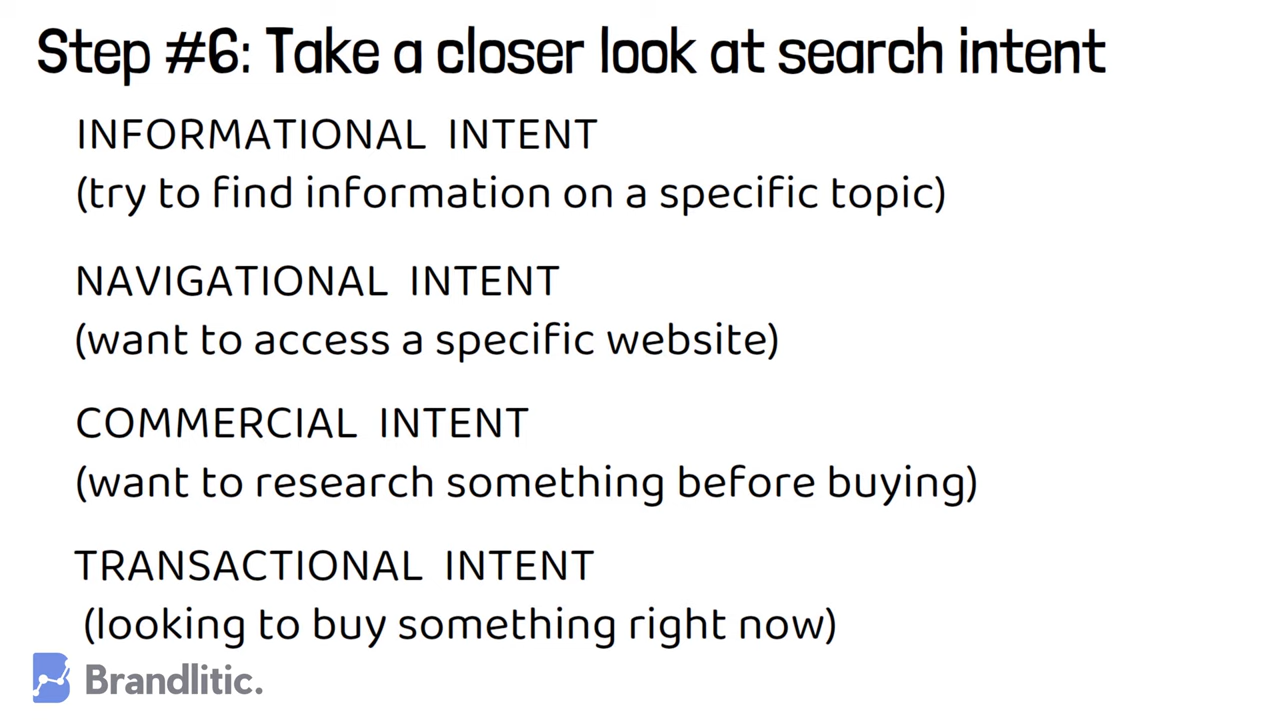 Step #6: Take a closer look at search intent
INFORMATIONAL INTENT
(try to find information on a specific topic)
NAVIGATIONAL INTENT
(want to access a specific website)
COMMERCIAL INTENT
(want to research something before buying)
TRANSACTIONAL INTENT
(looking to buy something right now)
Brandlitic.